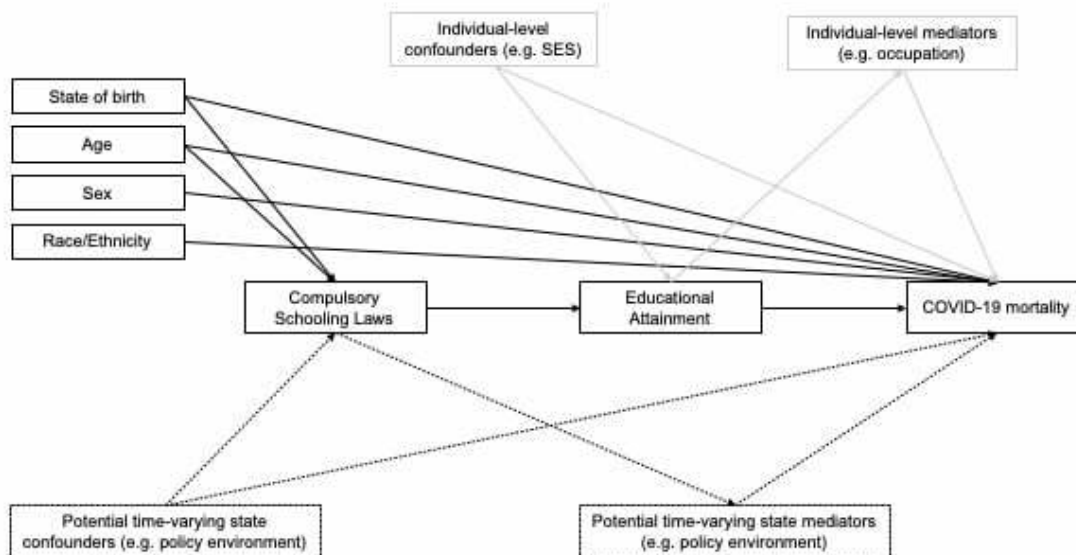 Individual-level
confounders (e.g. SES)
Individual-level mediators
(e.g. occupation)
State of birth
Age
Sex
Race/Ethnicity
Compulsory
Schooling Laws
Educational
Attainment
COVID-19 mortality
Potential time-varying state
confounders (e.g. policy environment)
Potential time-varying state mediators
(e.g. policy environment)